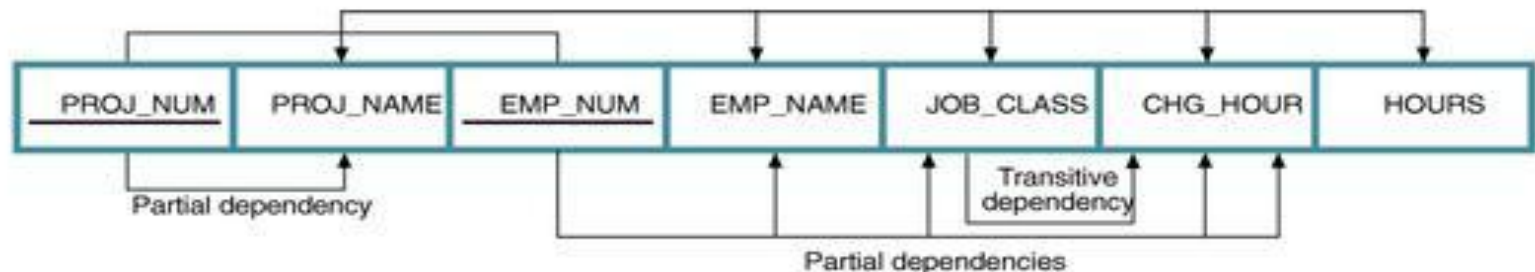 PROJ_NUM PROJ_NAME EMP_NUM EMP_NAME JOB_CLASS CHG_HOUR HOURS
Partial dependency
Transitive
dependency
Partial dependencies